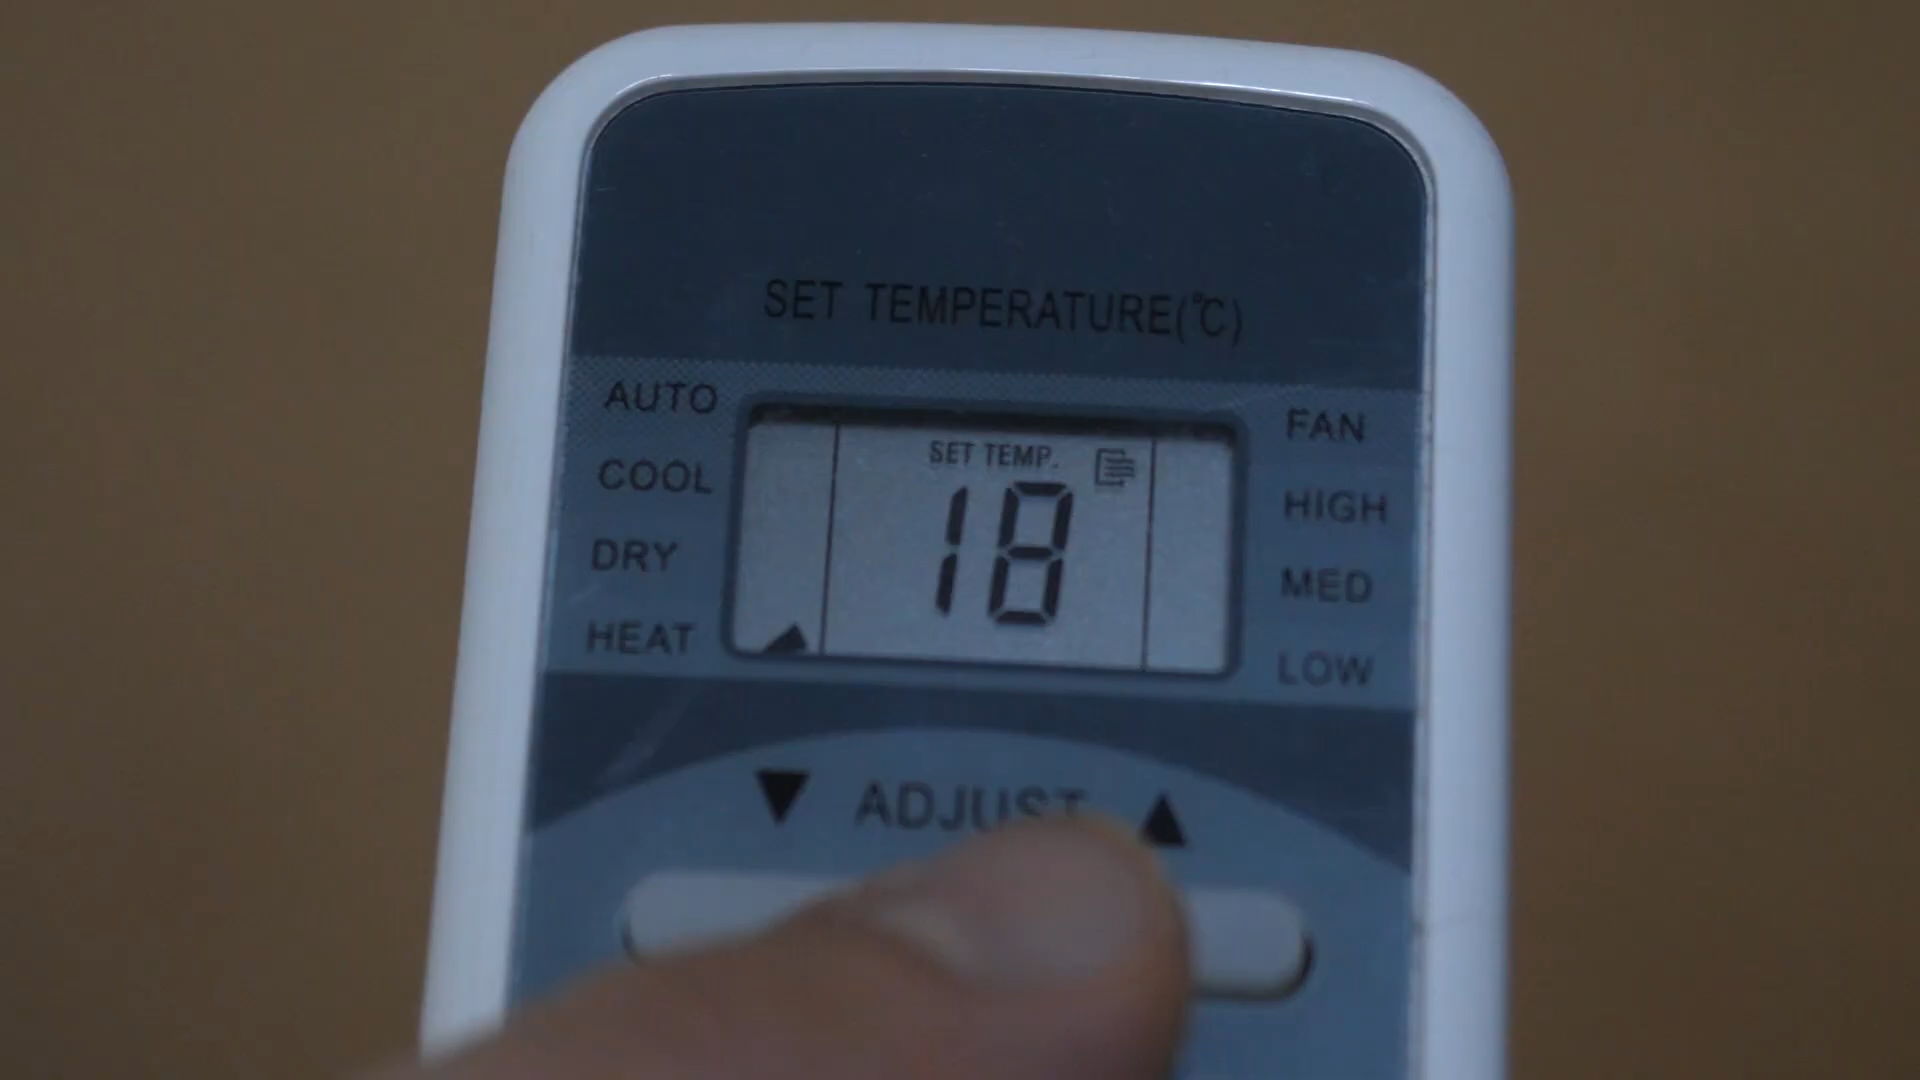 SET TEMPERATURE(℃)
AUTO
COOL
DRY
HEAT
SET TEMP.
18
FAN
HIGH
MED
LOW
▼ ADJUST ▲